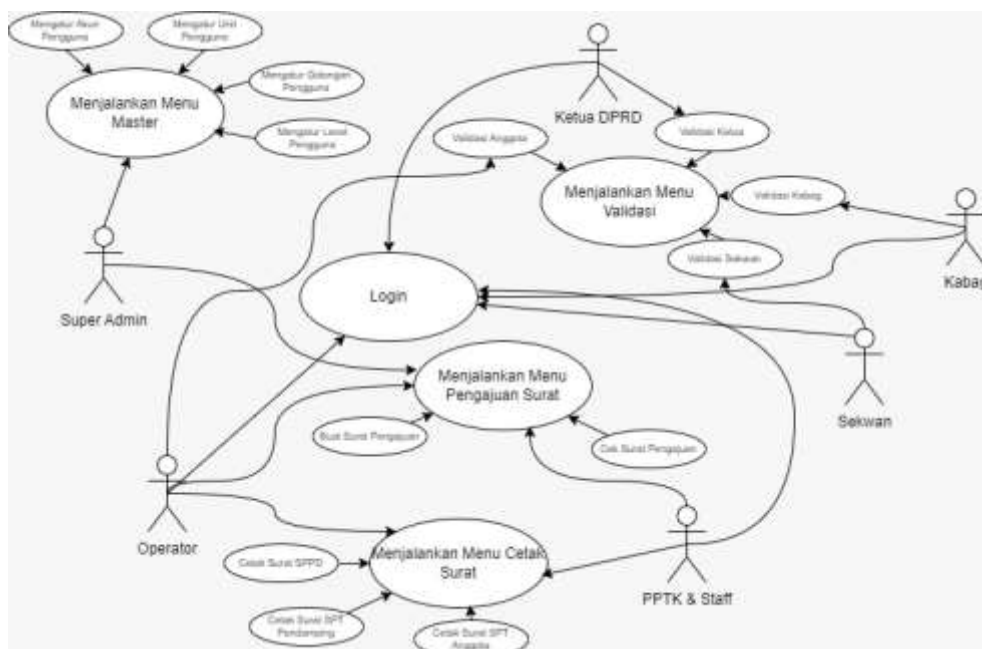 Mengatur Akun
Pengguna
Mengatur Unit
Pengguna
Mengatur Golongan
Pengguna
Menjalankan Menu
Master
Mengatur Level
Pengguna
Ketua DPRD
Validasi Anggota
Validasi Ketua
Menjalankan Menu
Validasi
Validasi Kabag
Validasi Sekwan
Kabag
Super Admin
Login
Menjalankan Menu
Pengajuan Surat
Sekwan
Buat Surat Pengajuan
Cek Surat Pengajuan
Operator
Menjalankan Menu Cetak
Surat
Cetak Surat SPPD
PPTK & Staff
Cetak Surat SPT
Pendamping
Cetak Surat SPT
Anggota